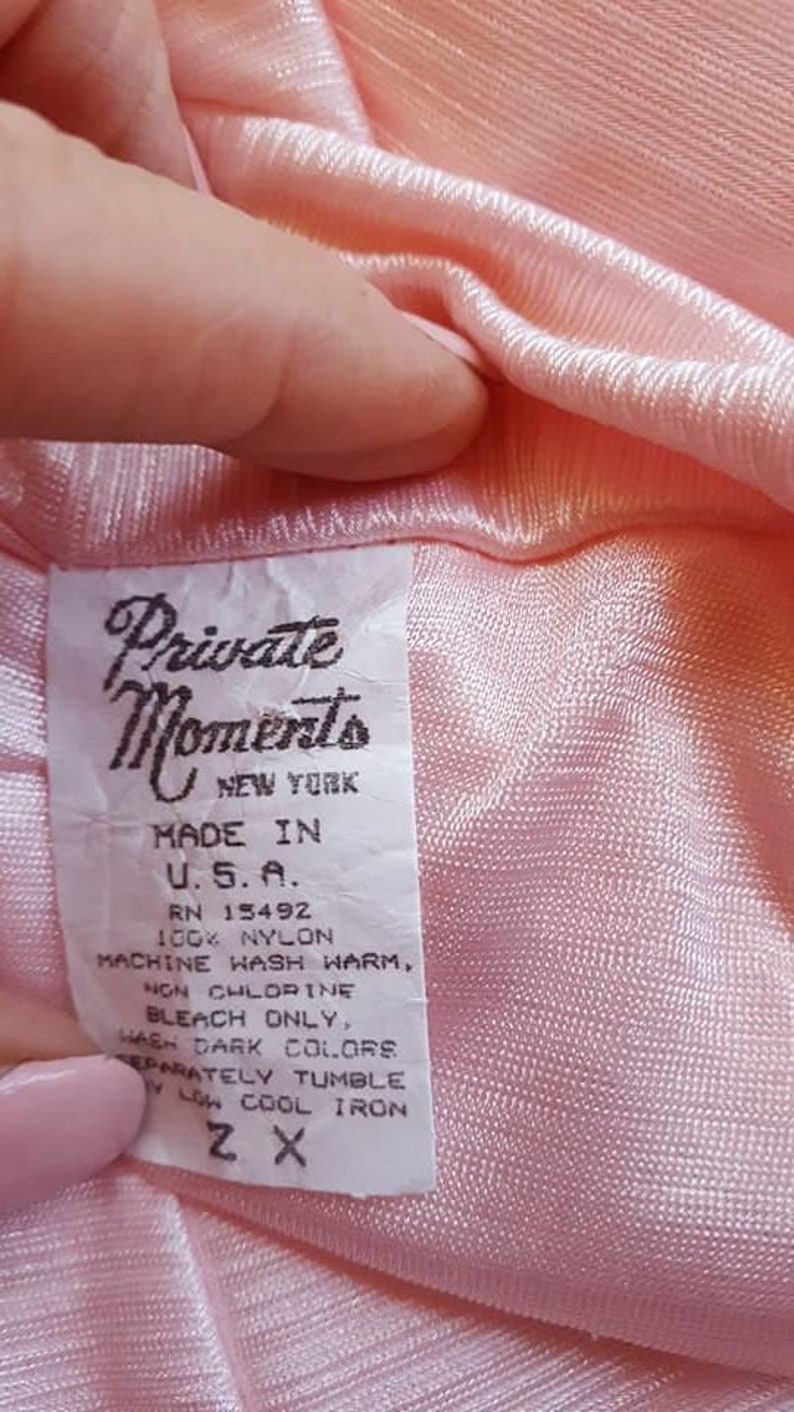 Private
Moments
NEW YORK
MADE IN
U.S.A.
RN 15492
100% NYLON
MACHINE WASH WARM,
NON CHLORINE
BLEACH ONLY,
WASH DARK COLORS
SEPARATELY TUMBLE
LOW COOL IRON
2 X